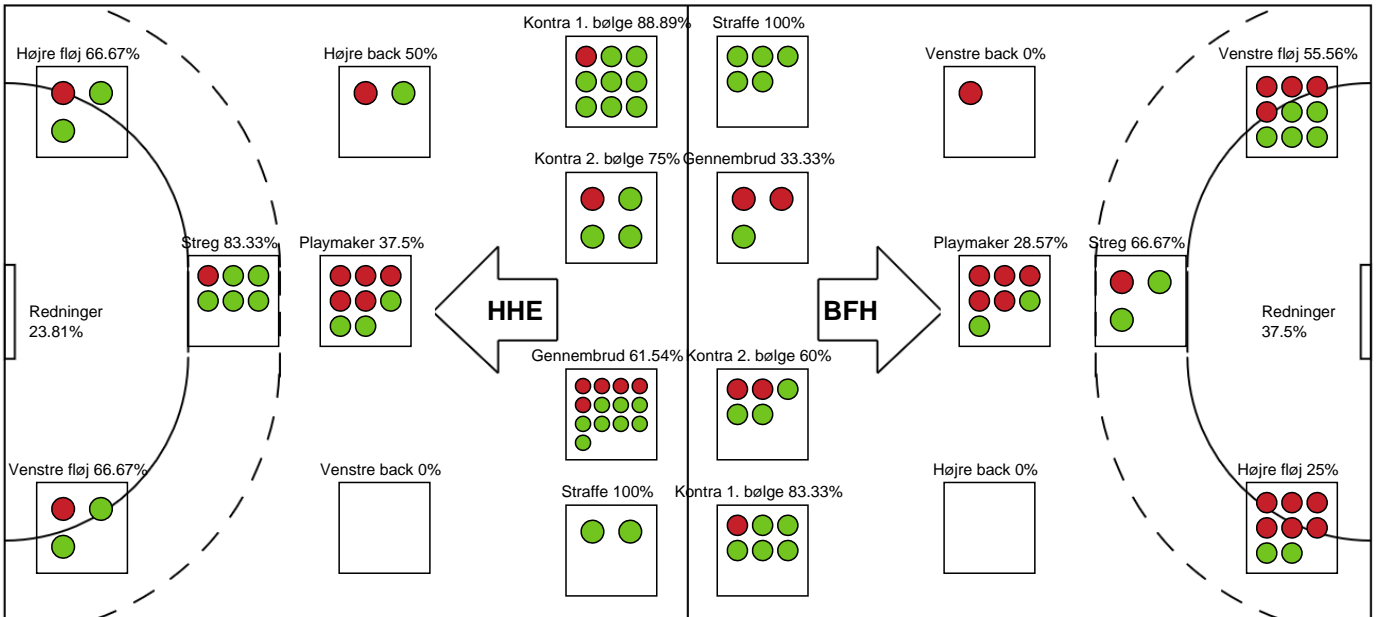 Kontra 1. bølge 88.89%
Straffe 100%
Højre fløj 66.67%
Højre back 50%
Venstre back 0%
Venstre fløj 55.56%
Kontra 2. bølge 75%
Gennembrud 33.33%
Streg 83.33%
Playmaker 37.5%
Playmaker 28.57%
Streg 66.67%
Redninger
23.81%
HHE
BFH
Redninger
37.5%
Gennembrud 61.54%
Kontra 2. bølge 60%
Venstre fløj 66.67%
Venstre back 0%
Højre back 0%
Højre fløj 25%
Straffe 100%
Kontra 1. bølge 83.33%